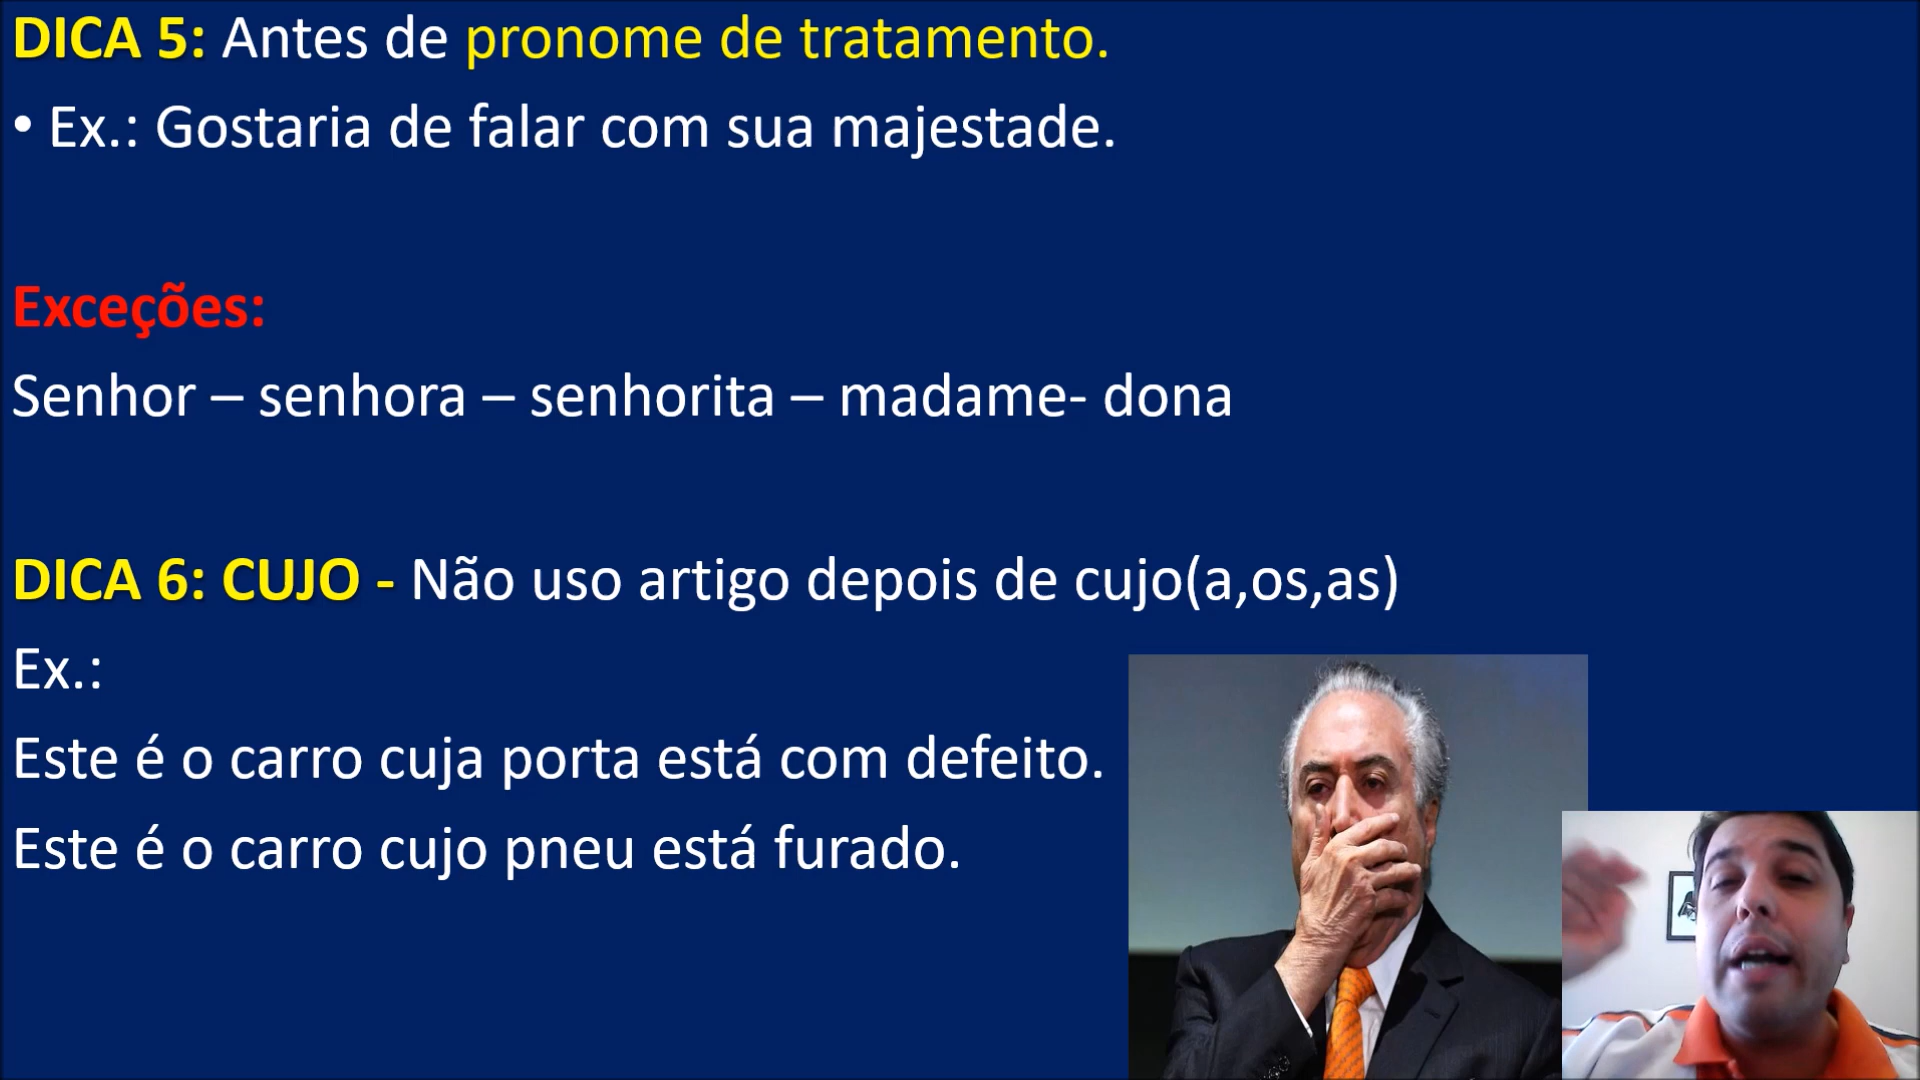 DICA 5: Antes de pronome de tratamento.
• Ex.: Gostaria de falar com sua majestade.
Exceções:
Senhor – senhora – senhorita – madame- dona
DICA 6: CUJO - Não uso artigo depois de cujo(a,os,as)
Ex.:
Este é o carro cuja porta está com defeito.
Este é o carro cujo pneu está furado.